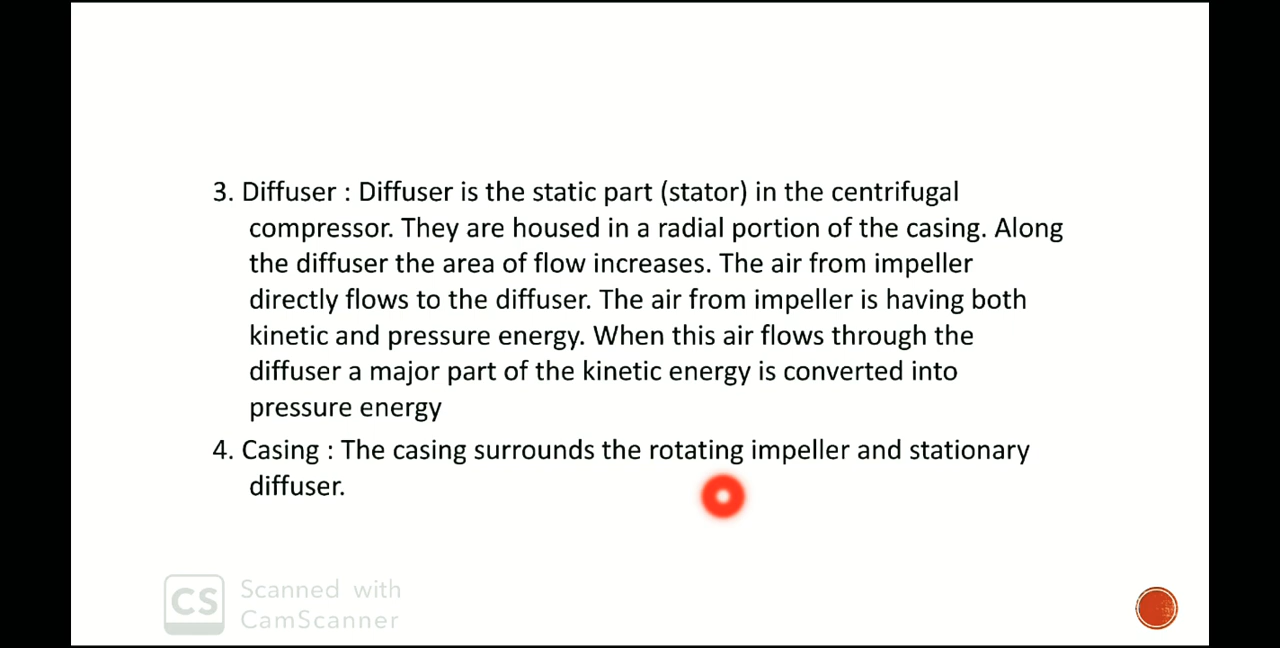 3. Diffuser : Diffuser is the static part (stator) in the centrifugal
compressor. They are housed in a radial portion of the casing. Along
the diffuser the area of flow increases. The air from impeller
directly flows to the diffuser. The air from impeller is having both
kinetic and pressure energy. When this air flows through the
diffuser a major part of the kinetic energy is converted into
pressure energy
4. Casing : The casing surrounds the rotating impeller and stationary
diffuser.
CS
Scanned with
CamScanner